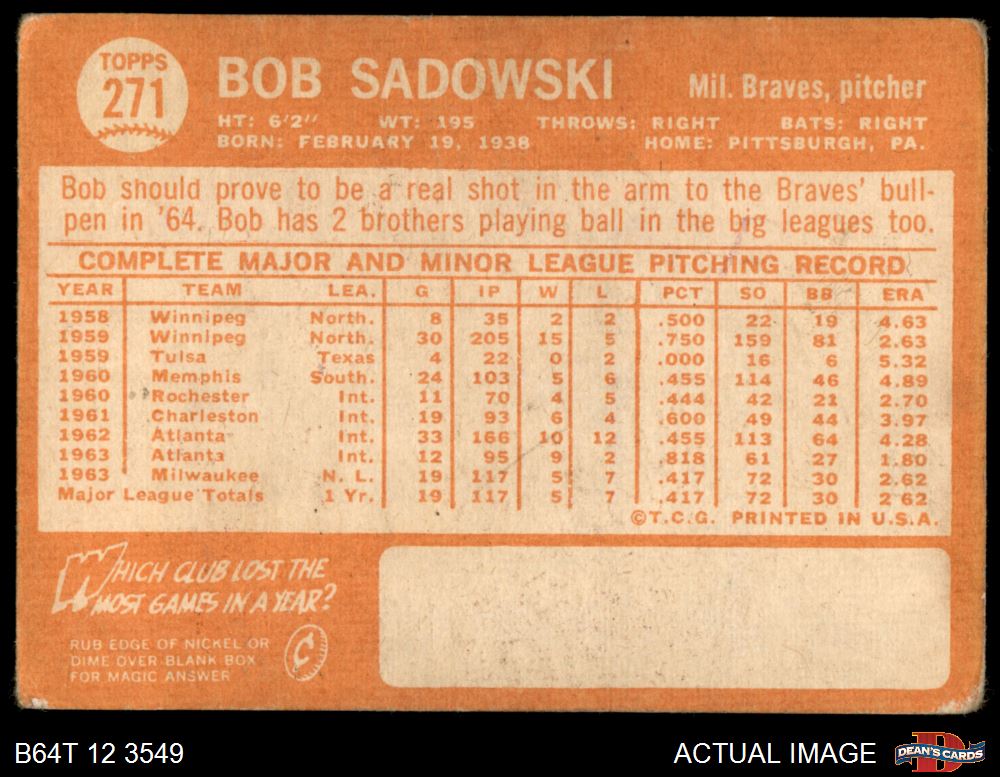 TOPPS
271
BOB SADOWSKI
Mil. Braves, pitcher
HT: 6'2" WT: 195 THROWS: RIGHT BATS: RIGHT
BORN: FEBRUARY 19, 1938 HOME: PITTSBURGH, PA.
Bob should prove to be a real shot in the arm to the Braves' bull-
pen in '64. Bob has 2 brothers playing ball in the big leagues too.
COMPLETE MAJOR AND MINOR LEAGUE PITCHING RECORD
YEAR TEAM LEA. G IP W L PCT SO BB ERA
1958 Winnipeg North. 8 35 2 2 .500 22 19 4.63
1959 Winnipeg North. 30 205 15 5 .750 159 81 2.63
1959 Tulsa Texas 4 22 0 2 .000 16 6 5.32
1960 Memphis South. 24 103 5 6 .455 114 46 4.89
1960 Rochester Int. 11 70 4 5 .444 42 21 2.70
1961 Charleston Int. 19 93 6 4 .600 49 44 3.97
1962 Atlanta Int. 33 166 10 12 .455 113 64 4.28
1963 Atlanta Int. 12 95 9 2 .818 61 27 1.80
1963 Milwaukee N. L. 19 117 5 7 .417 72 30 2.62
Major League Totals 1 Yr. 19 117 5 7 .417 72 30 2.62
©T.C.G. PRINTED IN U.S.A.
WHICH CLUB LOST THE
MOST GAMES IN A YEAR?
RUB EDGE OF NICKEL OR
DIME OVER BLANK BOX
FOR MAGIC ANSWER
C
B64T 12 3549
ACTUAL IMAGE
DEAN'S CARDS